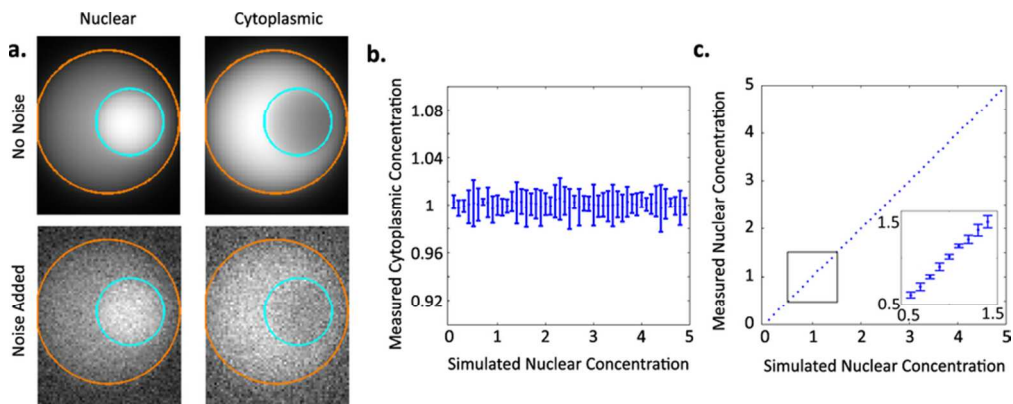 a.
Nuclear
Cytoplasmic
No Noise
Noise Added
b.
Measured Cytoplasmic Concentration
1.08
1.04
1
0.96
0.92
0
1
2
3
4
5
Simulated Nuclear Concentration
c.
Measured Nuclear Concentration
5
4
3
2
1
0
0
1
2
3
4
5
Simulated Nuclear Concentration
1.5
0.5
0.5
1.5